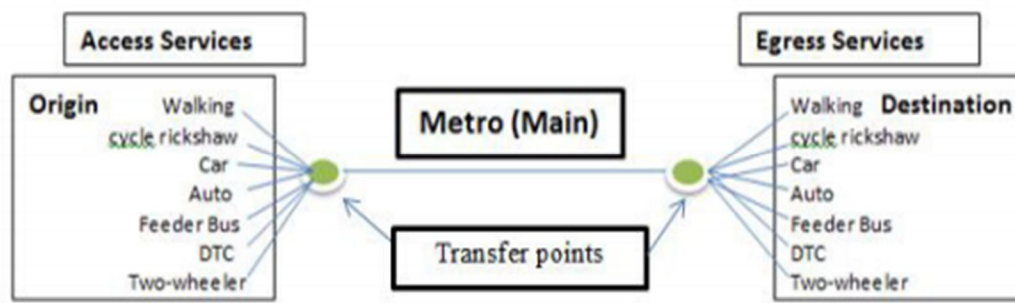 Access Services
Egress Services
Origin
Walking
cycle rickshaw
Car
Auto
Feeder Bus
DTC
Two-wheeler
Metro (Main)
Transfer points
Walking
Destination
cycle rickshaw
Car
Auto
Feeder Bus
DTC
Two-wheeler